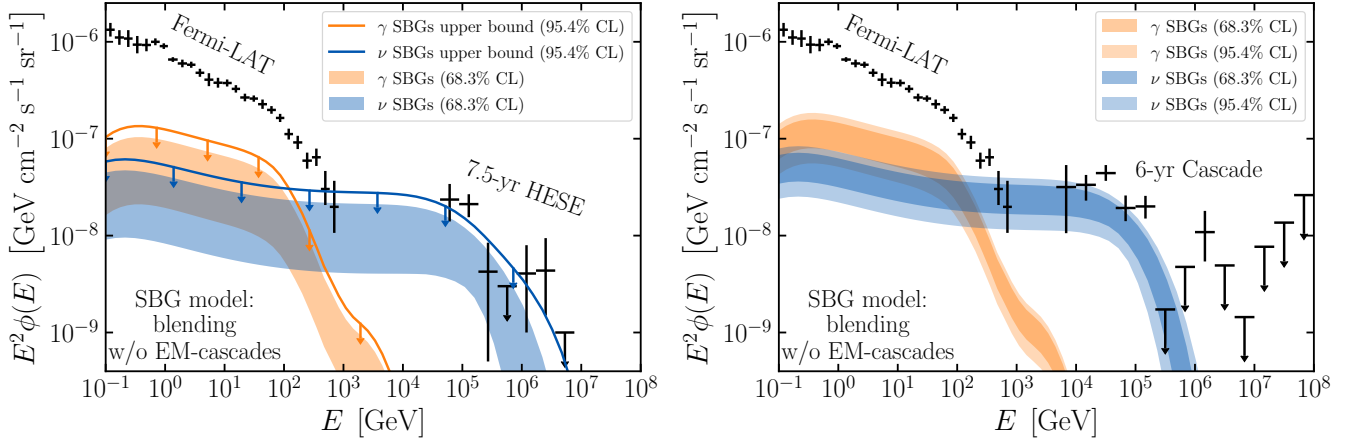 Fermi-LAT
γ SBGs upper bound (95.4% CL)
ν SBGs upper bound (95.4% CL)
γ SBGs (68.3% CL)
ν SBGs (68.3% CL)
7.5-yr HESE
SBG model:
blending
w/o EM-cascades
E² φ(E) [GeV cm⁻² s⁻¹ sr⁻¹]
10⁻⁶
10⁻⁷
10⁻⁸
10⁻⁹
10⁻¹ 10⁰ 10¹ 10² 10³ 10⁴ 10⁵ 10⁶ 10⁷ 10⁸
E [GeV]
Fermi-LAT
γ SBGs (68.3% CL)
γ SBGs (95.4% CL)
ν SBGs (68.3% CL)
ν SBGs (95.4% CL)
6-yr Cascade
SBG model:
blending
w/o EM-cascades
E² φ(E) [GeV cm⁻² s⁻¹ sr⁻¹]
10⁻⁶
10⁻⁷
10⁻⁸
10⁻⁹
10⁻¹ 10⁰ 10¹ 10² 10³ 10⁴ 10⁵ 10⁶ 10⁷ 10⁸
E [GeV]